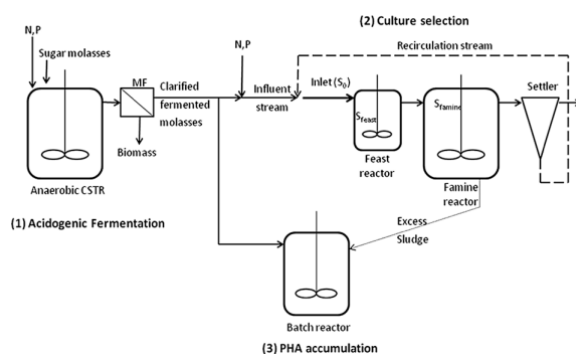 (2) Culture selection
N,P
Sugar molasses
N,P
Recirculation stream
MF
Clarified
fermented
molasses
Influent
stream
Inlet (S0)
Settler
Sfeast
Sfamine
Biomass
Feast
reactor
Anaerobic CSTR
Famine
reactor
(1) Acidogenic Fermentation
Excess
Sludge
Batch reactor
(3) PHA accumulation